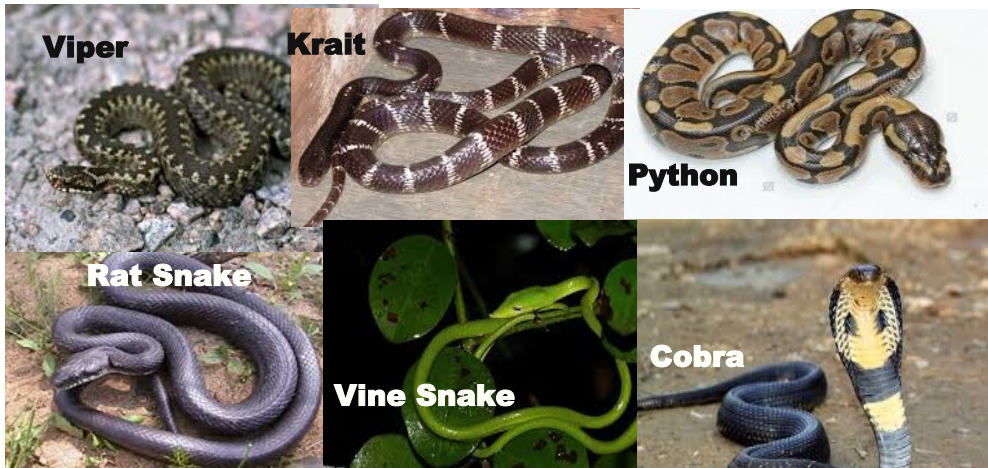 Viper
Krait
Python
Rat Snake
Vine Snake
Cobra